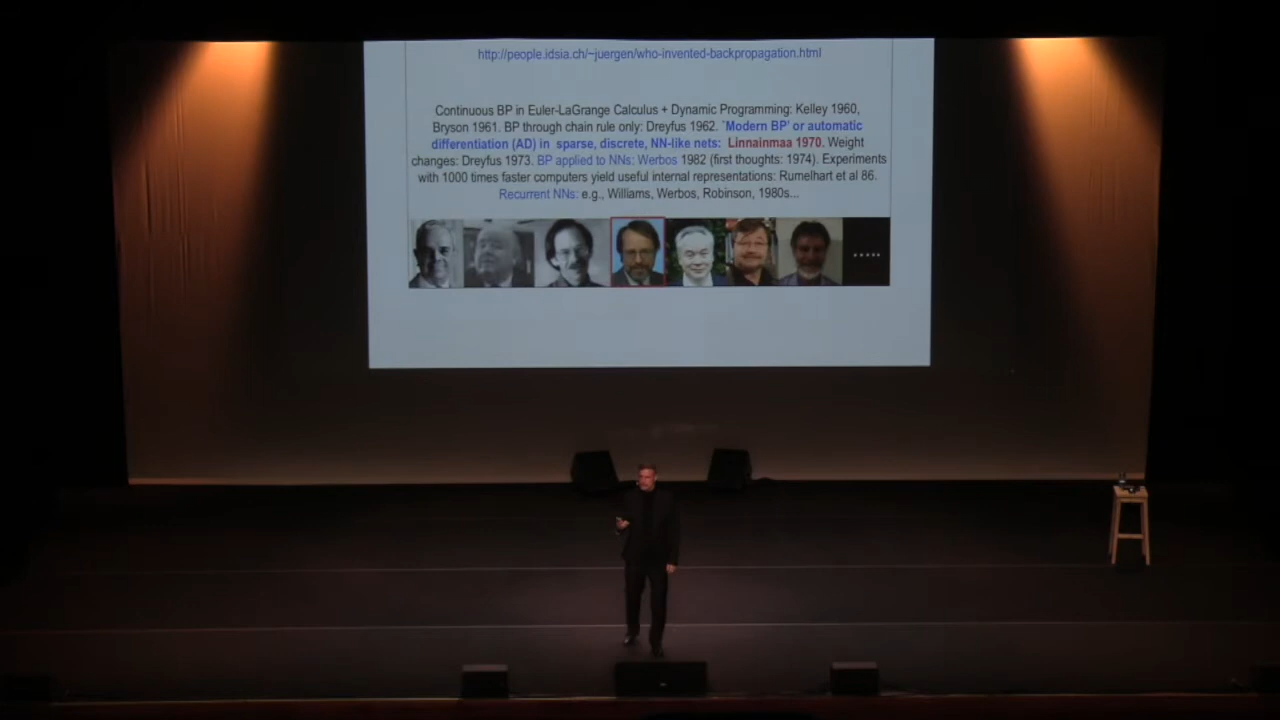 http://people.idsia.ch/~juergen/who-invented-backpropagation.html
Continuous BP in Euler-LaGrange Calculus + Dynamic Programming: Kelley 1960,
Bryson 1961. BP through chain rule only: Dreyfus 1962. 'Modern BP' or automatic
differentiation (AD) in sparse, discrete, NN-like nets: Linnainmaa 1970. Weight
changes: Dreyfus 1973. BP applied to NNs: Werbos 1982 (first thoughts: 1974). Experiments
with 1000 times faster computers yield useful internal representations: Rumelhart et al 86.
Recurrent NNs: e.g., Williams, Werbos, Robinson, 1980s...
.....